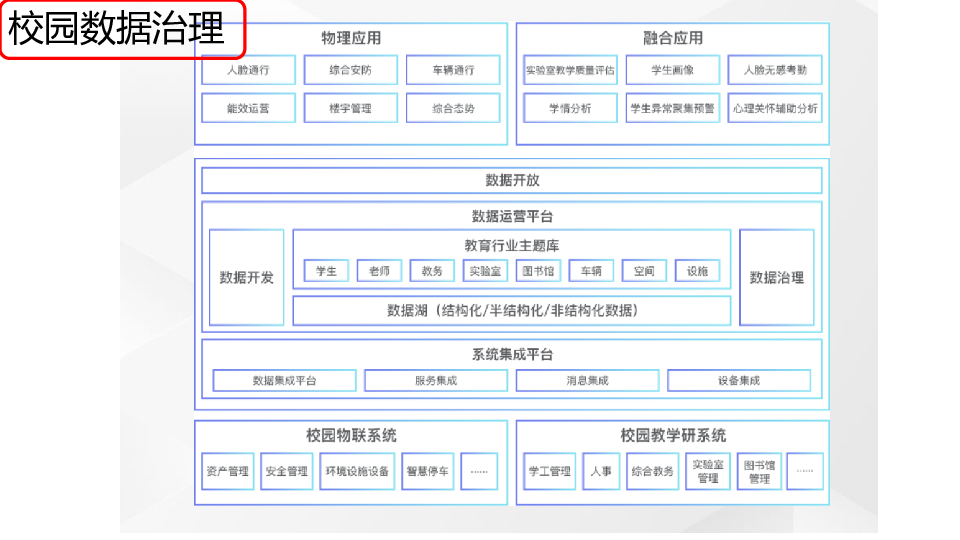 校园数据治理
物理应用
人脸通行
综合安防
车辆通行
能效运营
楼宇管理
综合态势
融合应用
实验室教学质量评估
学生画像
人脸无感考勤
学情分析
学生异常聚集预警
心理关怀辅助分析
数据开放
数据运营平台
数据开发
教育行业主题库
学生
老师
教务
实验室
图书馆
车辆
空间
设施
数据湖（结构化/半结构化/非结构化数据）
数据治理
系统集成平台
数据集成平台
服务集成
消息集成
设备集成
校园物联系统
资产管理
安全管理
环境设施设备
智慧停车
……
校园教学研系统
学工管理
人事
综合教务
实验室
管理
图书馆
管理
……